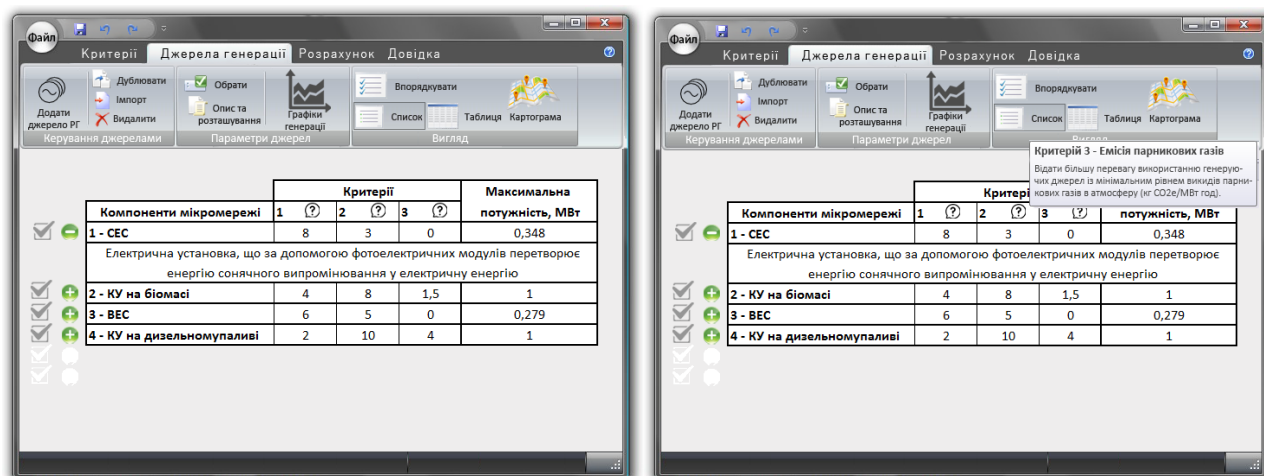 Файл
Критерії Джерела генерації Розрахунок Довідка
Додати джерело РГ
Дублювати
Імпорт
Видалити
Керування джерелами
Обрати
Опис та розташування
Графіки генерації
Параметри джерел
Впорядкувати
Список Таблиця Картограма
Вигляд
Критерії Максимальна
Компоненти мікромережі 1 ? 2 ? 3 ? потужність, МВт
1 - СЕС 8 3 0 0,348
Електрична установка, що за допомогою фотоелектричних модулів перетворює
енергію сонячного випромінювання у електричну енергію
2 - КУ на біомасі 4 8 1,5 1
3 - ВЕС 6 5 0 0,279
4 - КУ на дизельномупаливі 2 10 4 1
Файл
Критерії Джерела генерації Розрахунок Довідка
Додати джерело РГ
Дублювати
Імпорт
Видалити
Керування джерелами
Обрати
Опис та розташування
Графіки генерації
Параметри джерел
Впорядкувати
Список Таблиця Картограма
Вигляд
Критерій 3 - Емісія парникових газів
Відати більшу перевагу використанню генерую-
чих джерел із мінімальним рівнем викидів парни-
кових газів в атмосферу (кг СО2е/МВт год).
Критерії
Компоненти мікромережі 1 ? 2 ? 3 ? потужність, МВт
1 - СЕС 8 3 0 0,348
Електрична установка, що за допомогою фотоелектричних модулів перетворює
енергію сонячного випромінювання у електричну енергію
2 - КУ на біомасі 4 8 1,5 1
3 - ВЕС 6 5 0 0,279
4 - КУ на дизельномупаливі 2 10 4 1